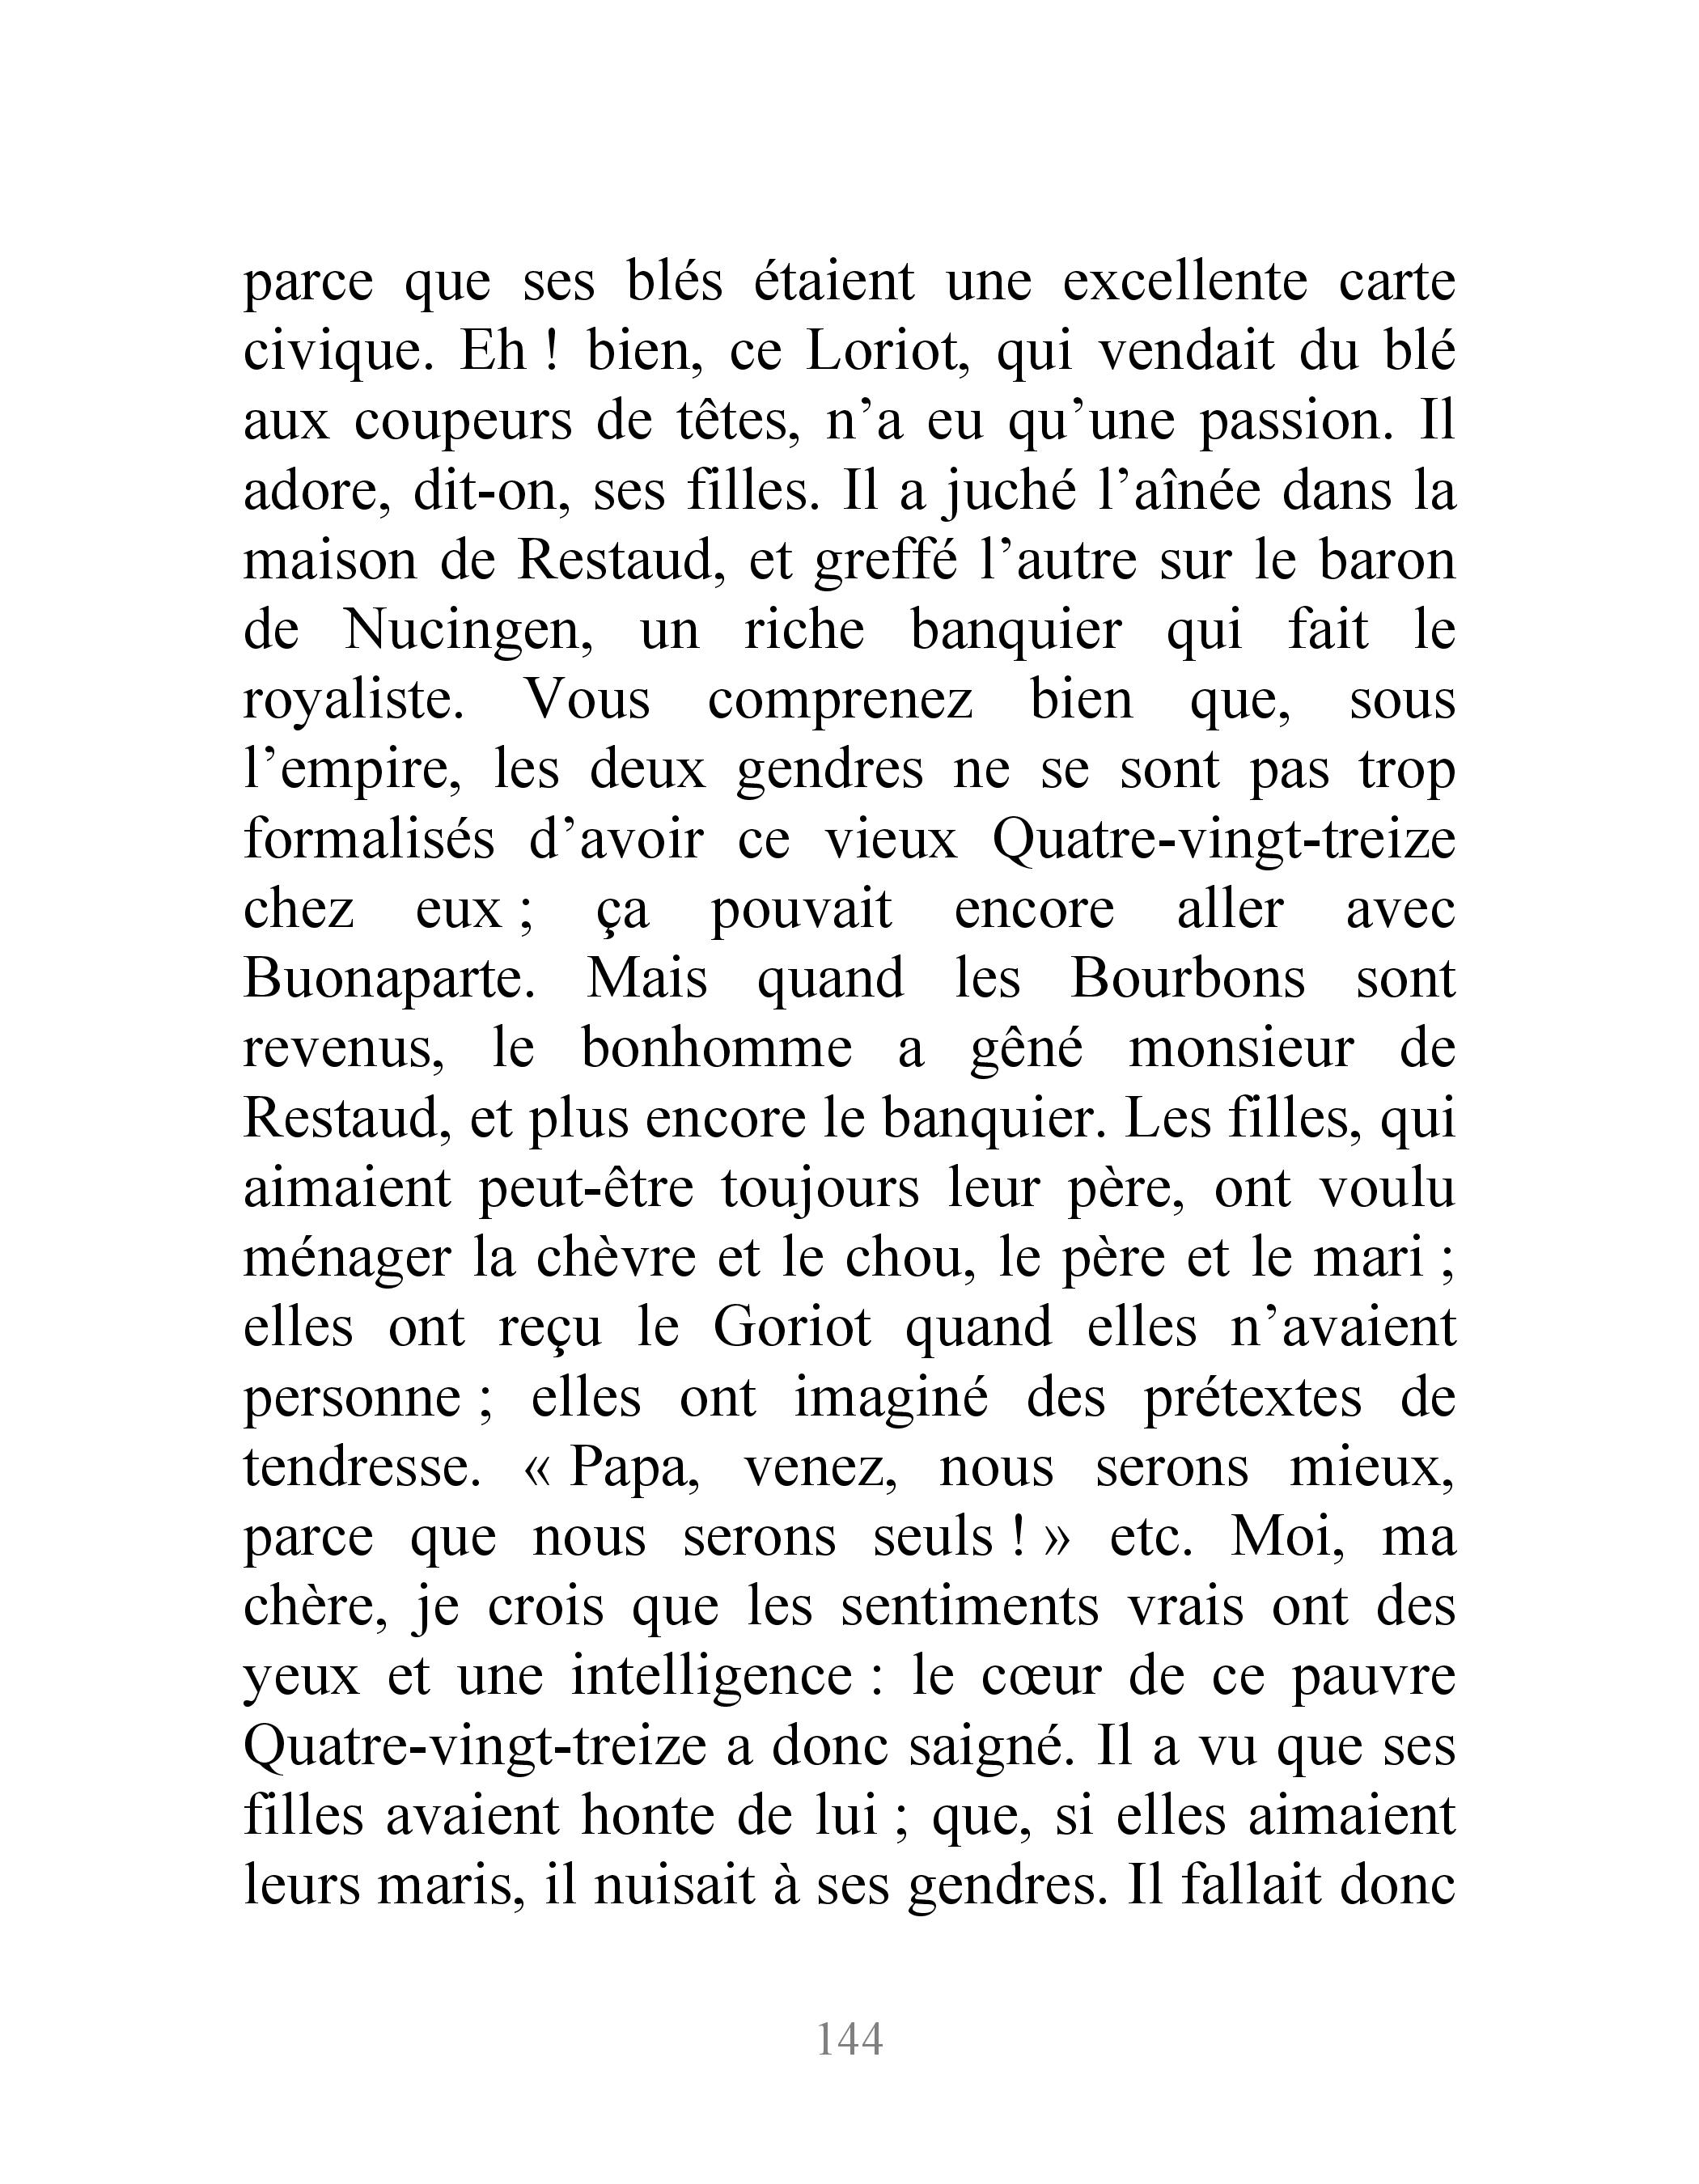 parce que ses blés étaient une excellente carte
civique. Eh ! bien, ce Loriot, qui vendait du blé
aux coupeurs de têtes, n’a eu qu’une passion. Il
adore, dit-on, ses filles. Il a juché l’aînée dans la
maison de Restaud, et greffé l’autre sur le baron
de Nucingen, un riche banquier qui fait le
royaliste. Vous comprenez bien que, sous
l’empire, les deux gendres ne se sont pas trop
formalisés d’avoir ce vieux Quatre-vingt-treize
chez eux ; ça pouvait encore aller avec
Buonaparte. Mais quand les Bourbons sont
revenus, le bonhomme a gêné monsieur de
Restaud, et plus encore le banquier. Les filles, qui
aimaient peut-être toujours leur père, ont voulu
ménager la chèvre et le chou, le père et le mari ;
elles ont reçu le Goriot quand elles n’avaient
personne ; elles ont imaginé des prétextes de
tendresse. « Papa, venez, nous serons mieux,
parce que nous serons seuls ! » etc. Moi, ma
chère, je crois que les sentiments vrais ont des
yeux et une intelligence : le cœur de ce pauvre
Quatre-vingt-treize a donc saigné. Il a vu que ses
filles avaient honte de lui ; que, si elles aimaient
leurs maris, il nuisait à ses gendres. Il fallait donc
144